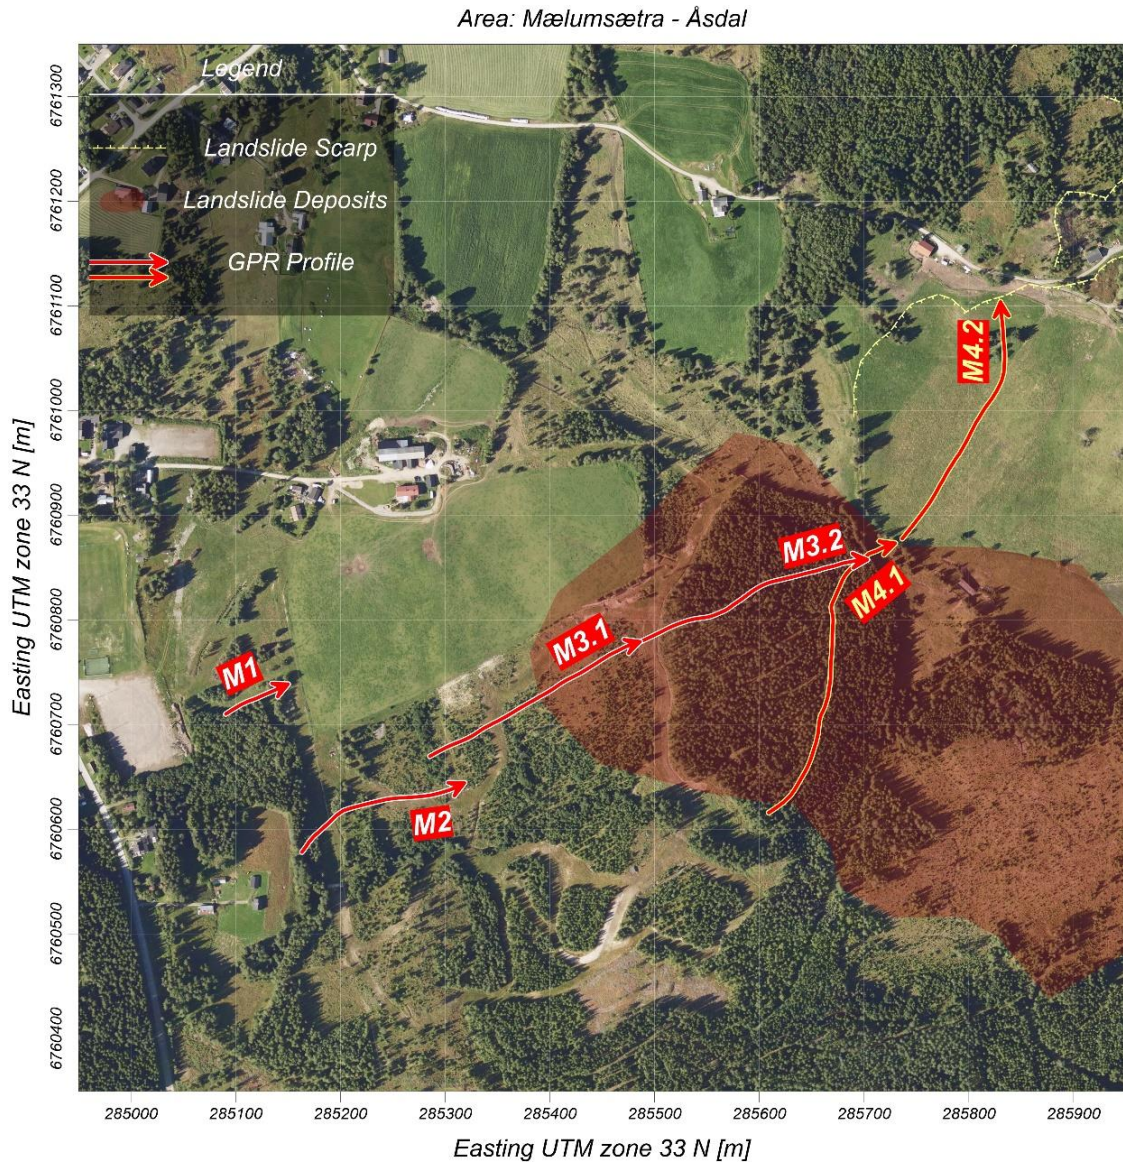 Area: Mælumsætra - Åsdal
Legend
Landslide Scarp
Landslide Deposits
GPR Profile
6761300
6761200
6761100
6761000
6760900
6760800
6760700
6760600
6760500
6760400
Easting UTM zone 33 N [m]
M4.2
M3.2
M4.1
M3.1
M1
M2
285000 285100 285200 285300 285400 285500 285600 285700 285800 285900
Easting UTM zone 33 N [m]